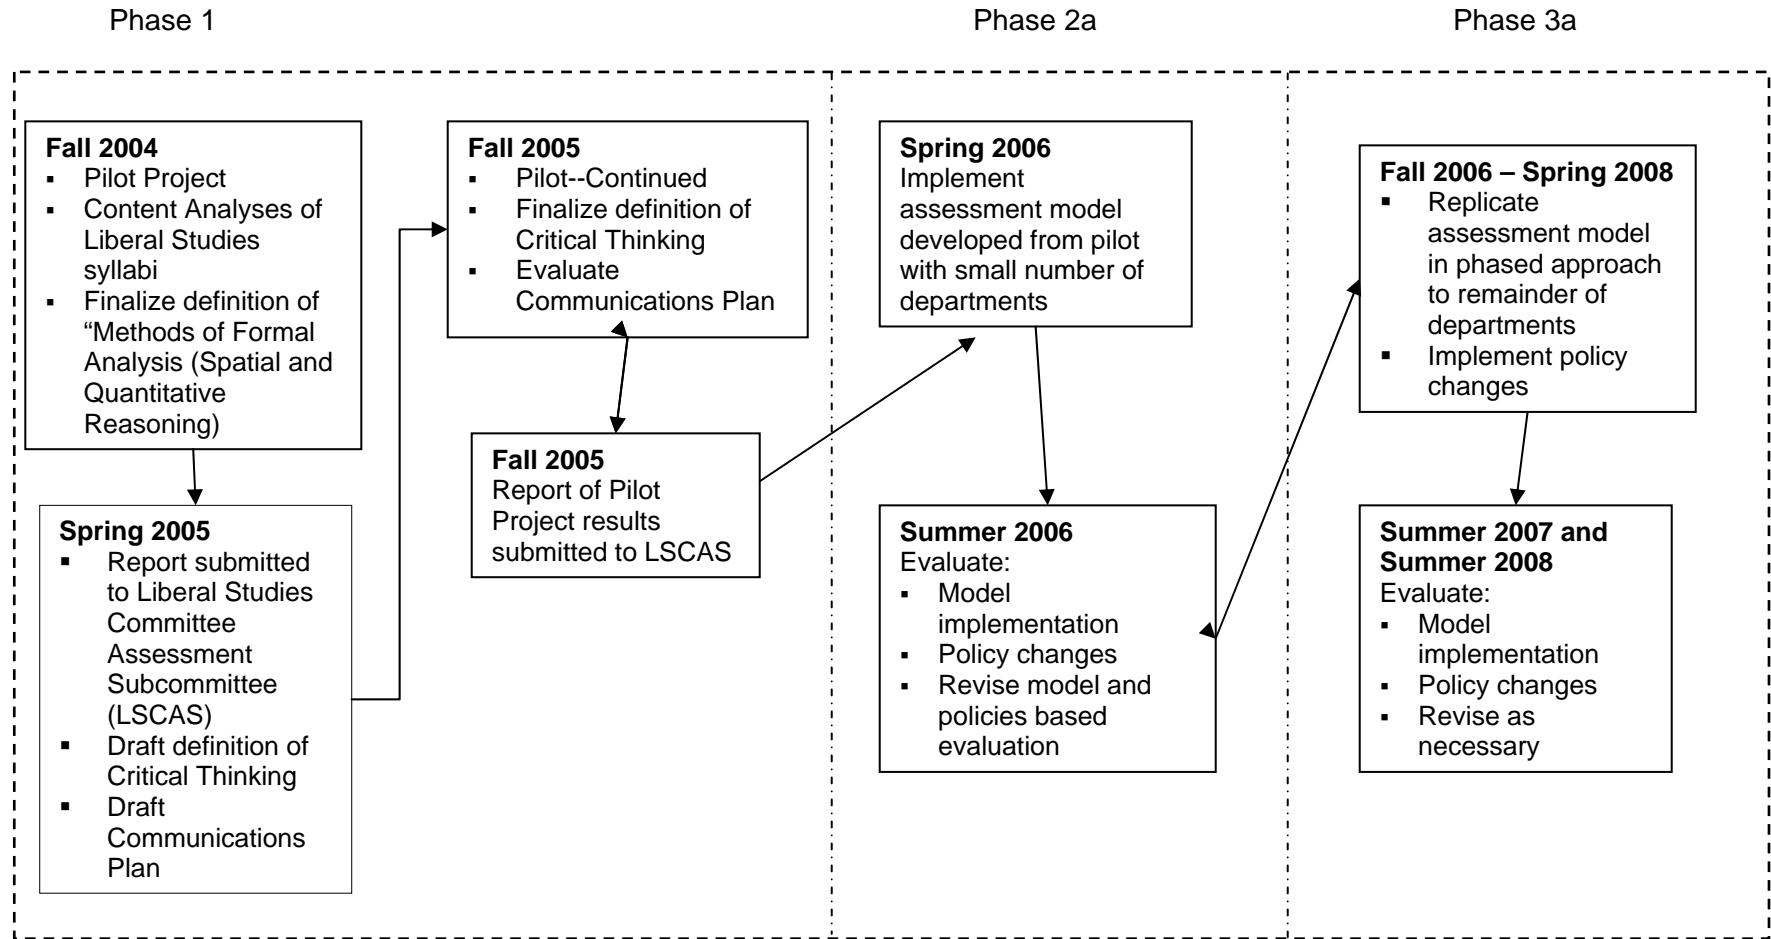 Phase 1
Phase 2a
Phase 3a
Fall 2004
▪ Pilot Project
▪ Content Analyses of
Liberal Studies
syllabi
▪ Finalize definition of
“Methods of Formal
Analysis (Spatial and
Quantitative
Reasoning)
Spring 2005
▪ Report submitted
to Liberal Studies
Committee
Assessment
Subcommittee
(LSCAS)
▪ Draft definition of
Critical Thinking
▪ Draft
Communications
Plan
Fall 2005
▪ Pilot--Continued
▪ Finalize definition of
Critical Thinking
▪ Evaluate
Communications Plan
Fall 2005
Report of Pilot
Project results
submitted to LSCAS
Spring 2006
Implement
assessment model
developed from pilot
with small number of
departments
Summer 2006
Evaluate:
▪ Model
implementation
▪ Policy changes
▪ Revise model and
policies based
evaluation
Fall 2006 – Spring 2008
▪ Replicate
assessment model
in phased approach
to remainder of
departments
▪ Implement policy
changes
Summer 2007 and
Summer 2008
Evaluate:
▪ Model
implementation
▪ Policy changes
▪ Revise as
necessary